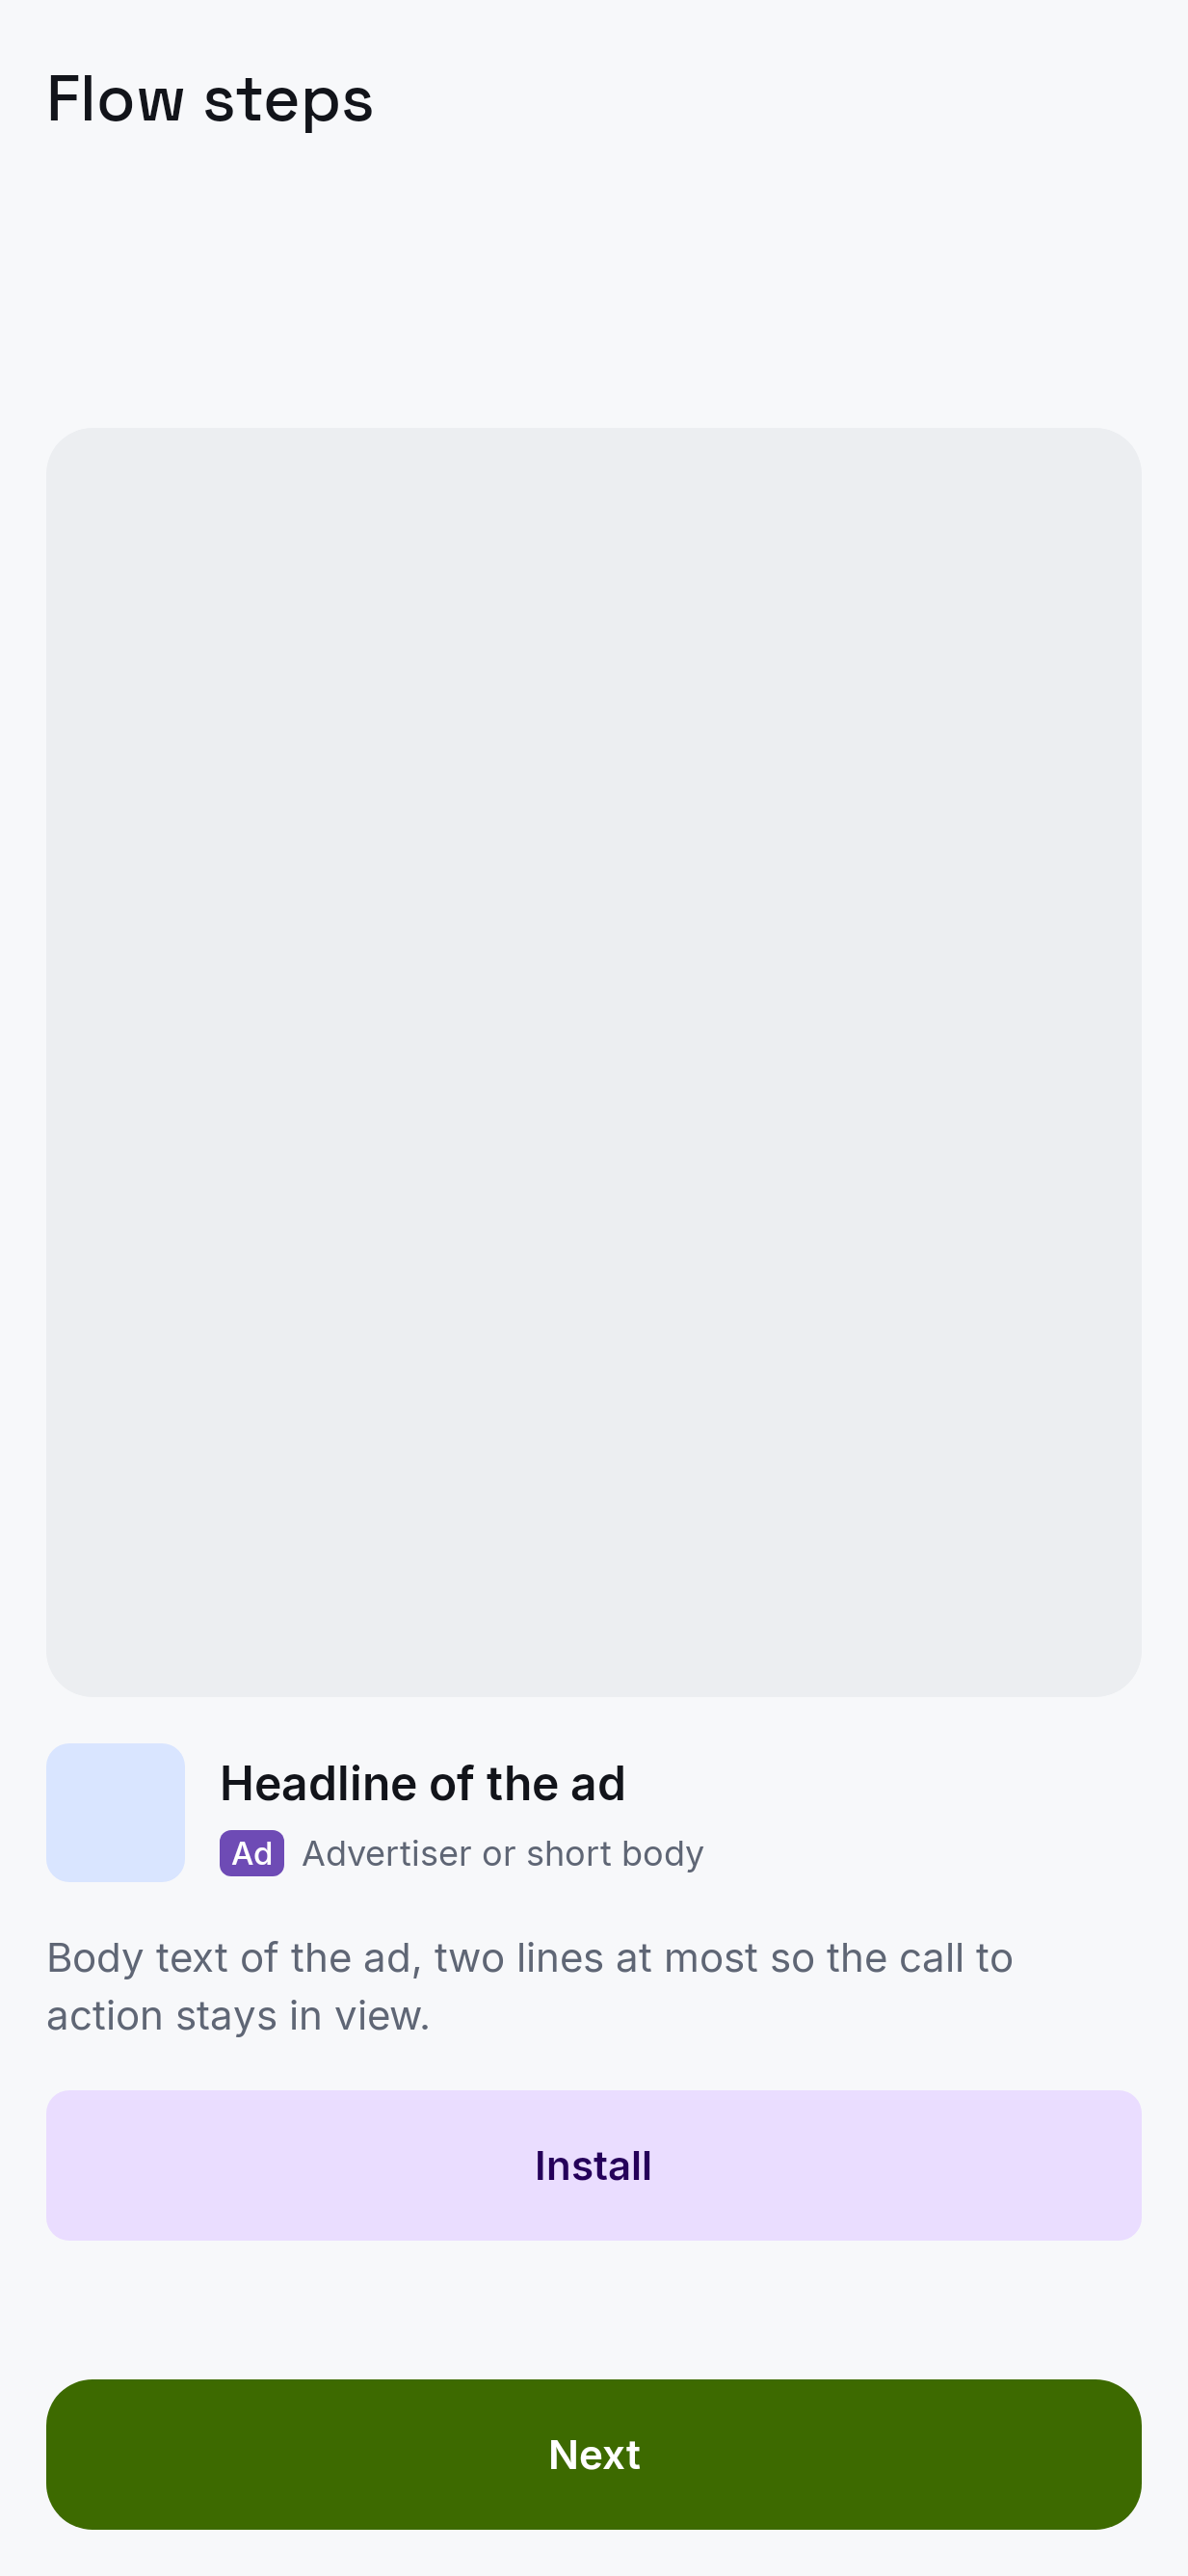 Flow steps
Headline of the ad
Ad Advertiser or short body
Body text of the ad, two lines at most so the call to
action stays in view.
Install
Next